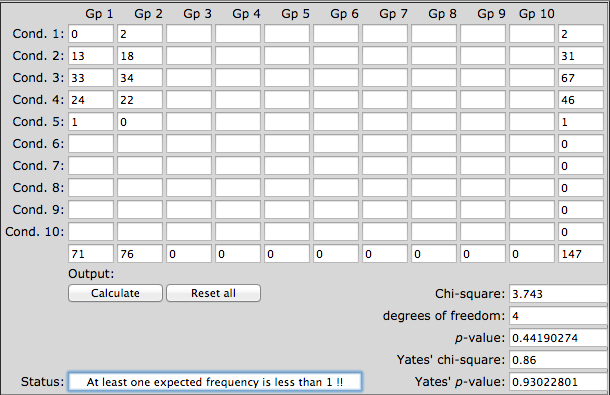 Gp 1 Gp 2 Gp 3 Gp 4 Gp 5 Gp 6 Gp 7 Gp 8 Gp 9 Gp 10
Cond. 1: 0 2 2
Cond. 2: 13 18 31
Cond. 3: 33 34 67
Cond. 4: 24 22 46
Cond. 5: 1 0 1
Cond. 6: 0
Cond. 7: 0
Cond. 8: 0
Cond. 9: 0
Cond. 10: 0
71 76 0 0 0 0 0 0 0 0 147
Output:
Calculate Reset all Chi-square: 3.743
degrees of freedom: 4
p-value: 0.44190274
Yates' chi-square: 0.86
Status: At least one expected frequency is less than 1 !! Yates' p-value: 0.93022801